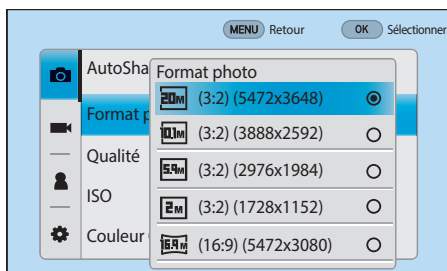 MENU Retour OK Sélectionner
AutoSha
Format p
Qualité
ISO
Couleur
Format photo
20M (3:2) (5472x3648)
10.1M (3:2) (3888x2592)
5.9M (3:2) (2976x1984)
2M (3:2) (1728x1152)
16.9M (16:9) (5472x3080)